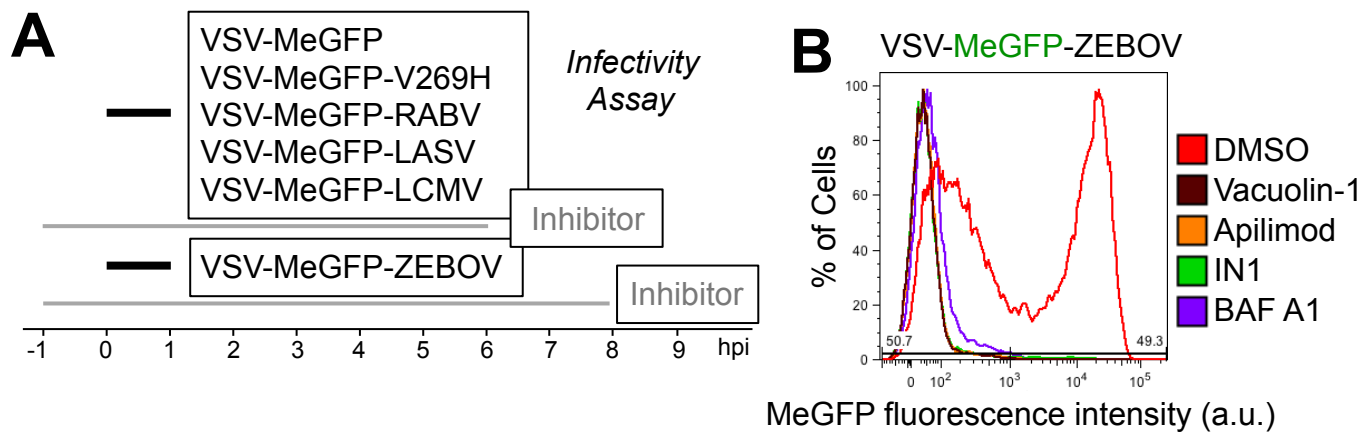 A
VSV-MeGFP
VSV-MeGFP-V269H
VSV-MeGFP-RABV
VSV-MeGFP-LASV
VSV-MeGFP-LCMV
Infectivity
Assay
Inhibitor
VSV-MeGFP-ZEBOV
Inhibitor
-1 0 1 2 3 4 5 6 7 8 9 hpi
B
VSV-MeGFP-ZEBOV
% of Cells
100
80
60
40
20
0
50.7
49.3
0 10² 10³ 10⁴ 10⁵
MeGFP fluorescence intensity (a.u.)
DMSO
Vacuolin-1
Apilimod
IN1
BAF A1